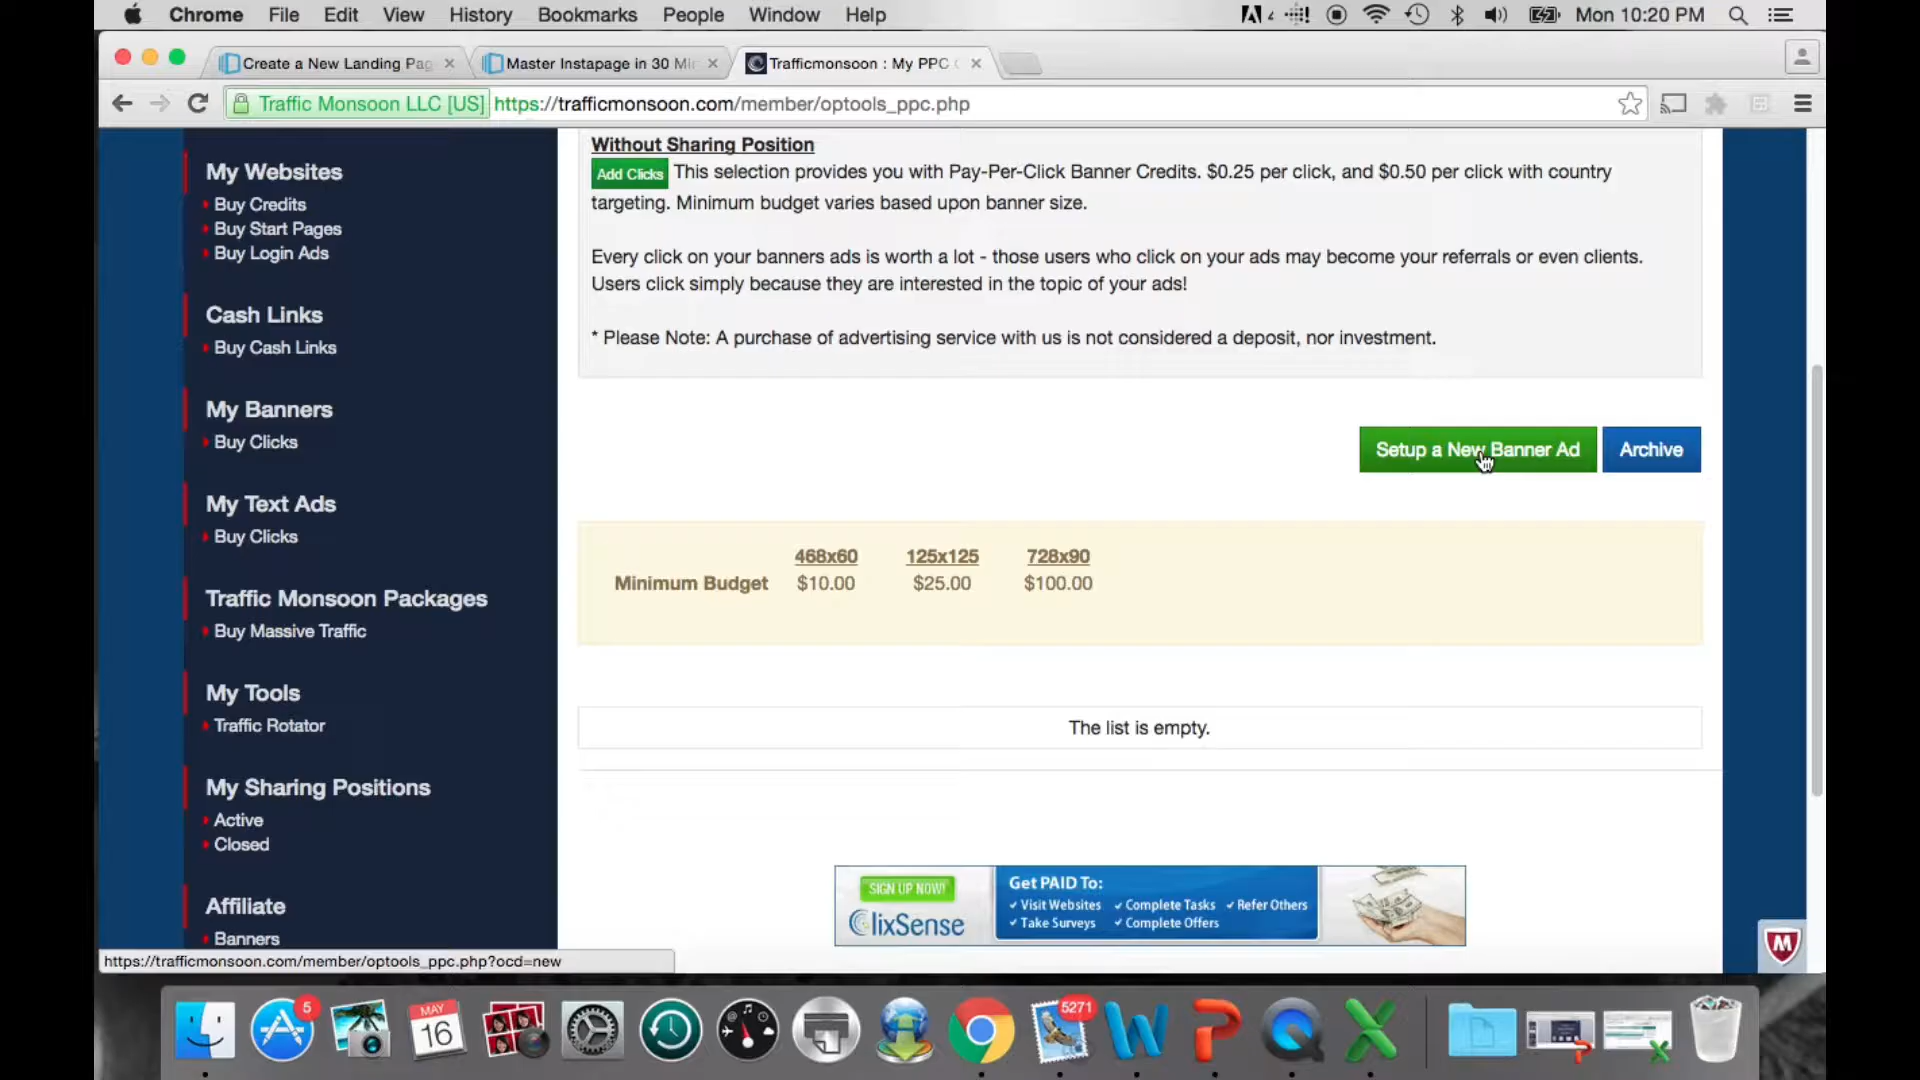 Chrome File Edit View History Bookmarks People Window Help Mon 10:20 PM
Create a New Landing Pag Master Instapage in 30 Mi Trafficmonsoon : My PPC
Traffic Monsoon LLC [US] https://trafficmonsoon.com/member/optools_ppc.php
My Websites
Buy Credits
Buy Start Pages
Buy Login Ads
Cash Links
Buy Cash Links
My Banners
Buy Clicks
My Text Ads
Buy Clicks
Traffic Monsoon Packages
Buy Massive Traffic
My Tools
Traffic Rotator
My Sharing Positions
Active
Closed
Affiliate
Banners
Without Sharing Position
Add Clicks This selection provides you with Pay-Per-Click Banner Credits. $0.25 per click, and $0.50 per click with country
targeting. Minimum budget varies based upon banner size.
Every click on your banners ads is worth a lot - those users who click on your ads may become your referrals or even clients.
Users click simply because they are interested in the topic of your ads!
* Please Note: A purchase of advertising service with us is not considered a deposit, nor investment.
Setup a New Banner Ad Archive
468x60 125x125 728x90
Minimum Budget $10.00 $25.00 $100.00
The list is empty.
SIGN UP NOW!
ClixSense
Get PAID To:
✓ Visit Websites ✓ Complete Tasks ✓ Refer Others
✓ Take Surveys ✓ Complete Offers
https://trafficmonsoon.com/member/optools_ppc.php?ocd=new
5
MAY
16
5271